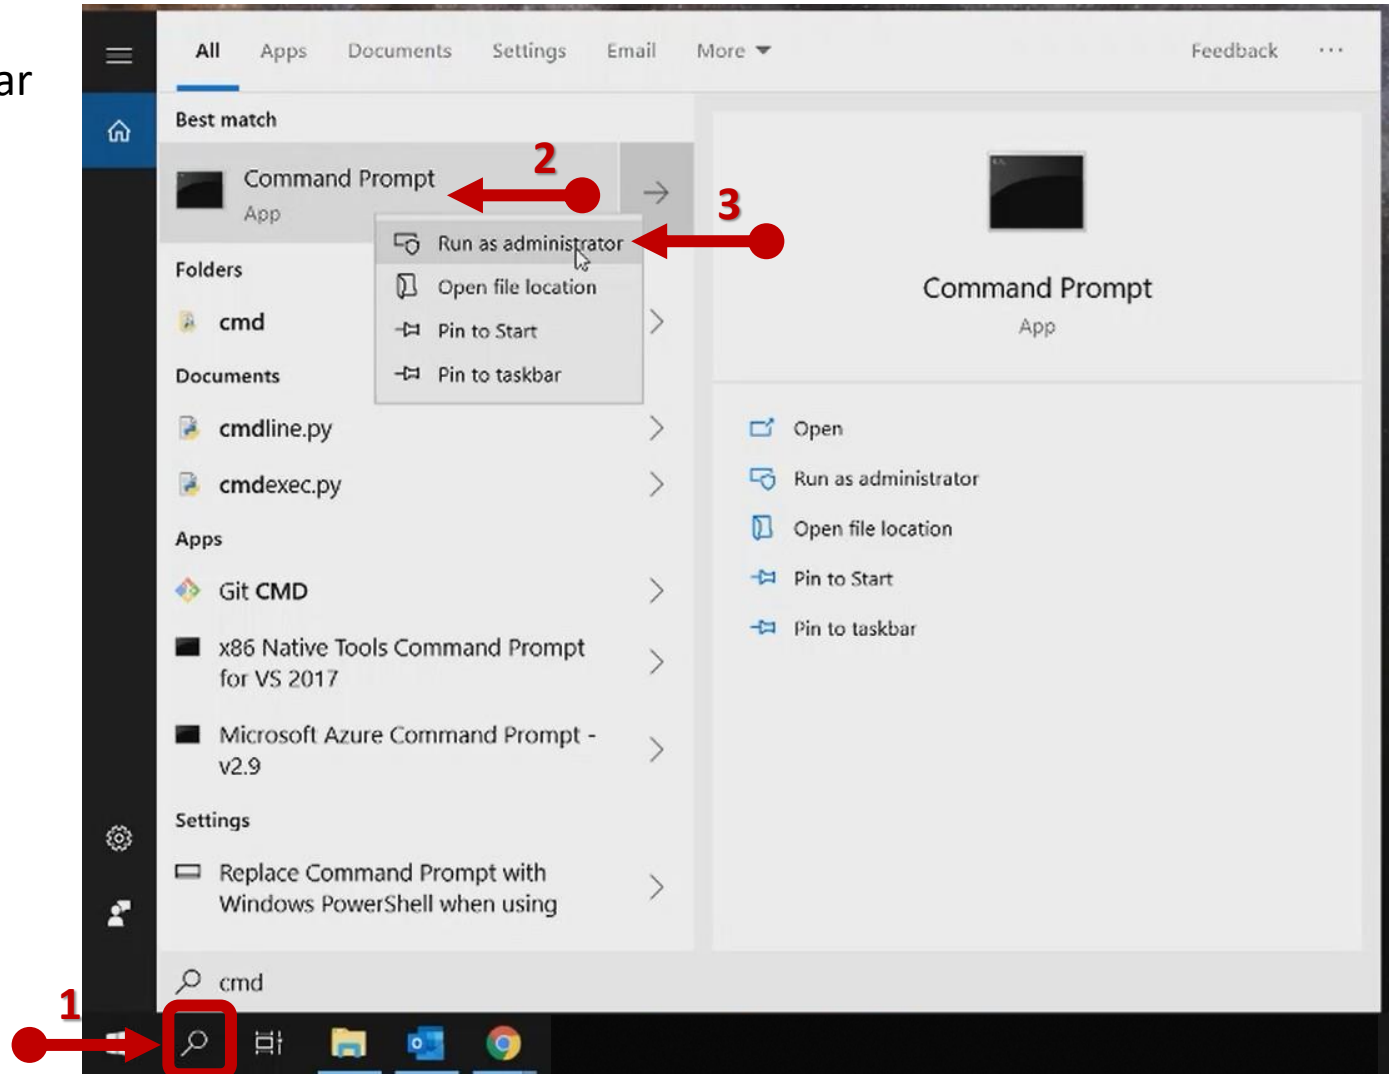 ar
All Apps Documents Settings Email More Feedback ...
Best match
Command Prompt
App
2
3
Run as administrator
Open file location
Pin to Start
Pin to taskbar
Folders
cmd
Documents
cmdline.py
cmdexec.py
Apps
Git CMD
x86 Native Tools Command Prompt
for VS 2017
Microsoft Azure Command Prompt -
v2.9
Settings
Replace Command Prompt with
Windows PowerShell when using
cmd
1
Command Prompt
App
Open
Run as administrator
Open file location
Pin to Start
Pin to taskbar